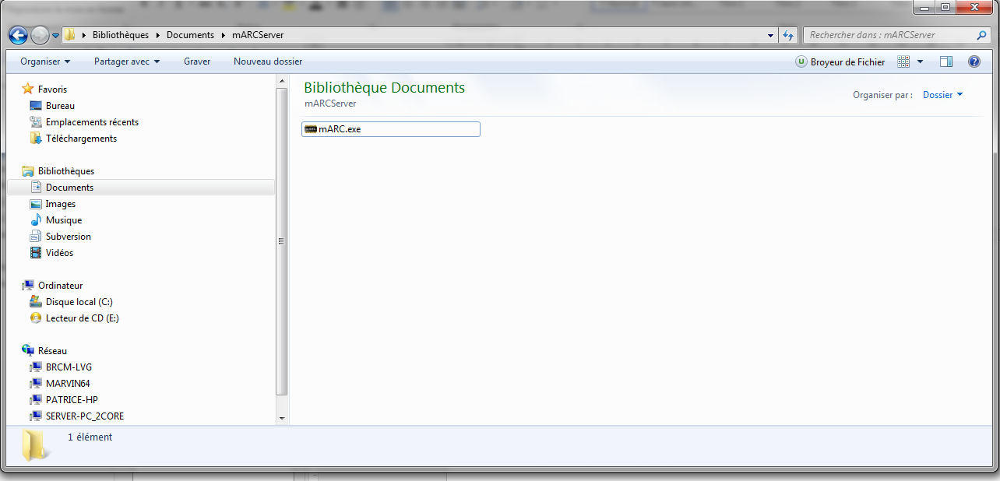 Bibliothèques Documents mARCServer
Rechercher dans : mARCServer
Organiser Partager avec Graver Nouveau dossier Broyeur de Fichier
Favoris
Bureau
Emplacements récents
Téléchargements
Bibliothèques
Documents
Images
Musique
Subversion
Vidéos
Ordinateur
Disque local (C:)
Lecteur de CD (E:)
Réseau
BRCM-LVG
MARVIN64
PATRICE-HP
SERVER-PC_2CORE
Bibliothèque Documents
mARCServer
Organiser par : Dossier
mARC.exe
1 élément